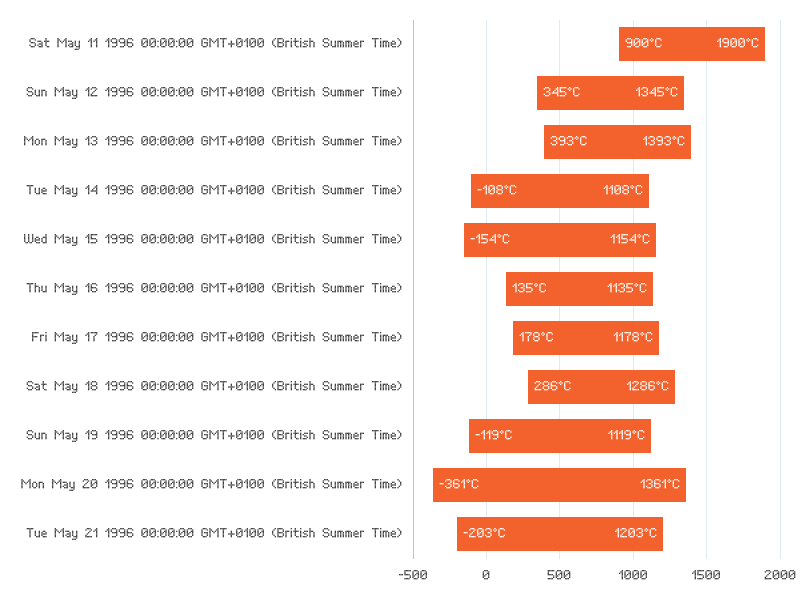 Sat May 11 1996 00:00:00 GMT+0100 (British Summer Time) 900°C 1900°C
Sun May 12 1996 00:00:00 GMT+0100 (British Summer Time) 345°C 1345°C
Mon May 13 1996 00:00:00 GMT+0100 (British Summer Time) 393°C 1393°C
Tue May 14 1996 00:00:00 GMT+0100 (British Summer Time) -108°C 1108°C
Wed May 15 1996 00:00:00 GMT+0100 (British Summer Time) -154°C 1154°C
Thu May 16 1996 00:00:00 GMT+0100 (British Summer Time) 135°C 1135°C
Fri May 17 1996 00:00:00 GMT+0100 (British Summer Time) 178°C 1178°C
Sat May 18 1996 00:00:00 GMT+0100 (British Summer Time) 286°C 1286°C
Sun May 19 1996 00:00:00 GMT+0100 (British Summer Time) -119°C 1119°C
Mon May 20 1996 00:00:00 GMT+0100 (British Summer Time) -361°C 1361°C
Tue May 21 1996 00:00:00 GMT+0100 (British Summer Time) -203°C 1203°C
-500 0 500 1000 1500 2000